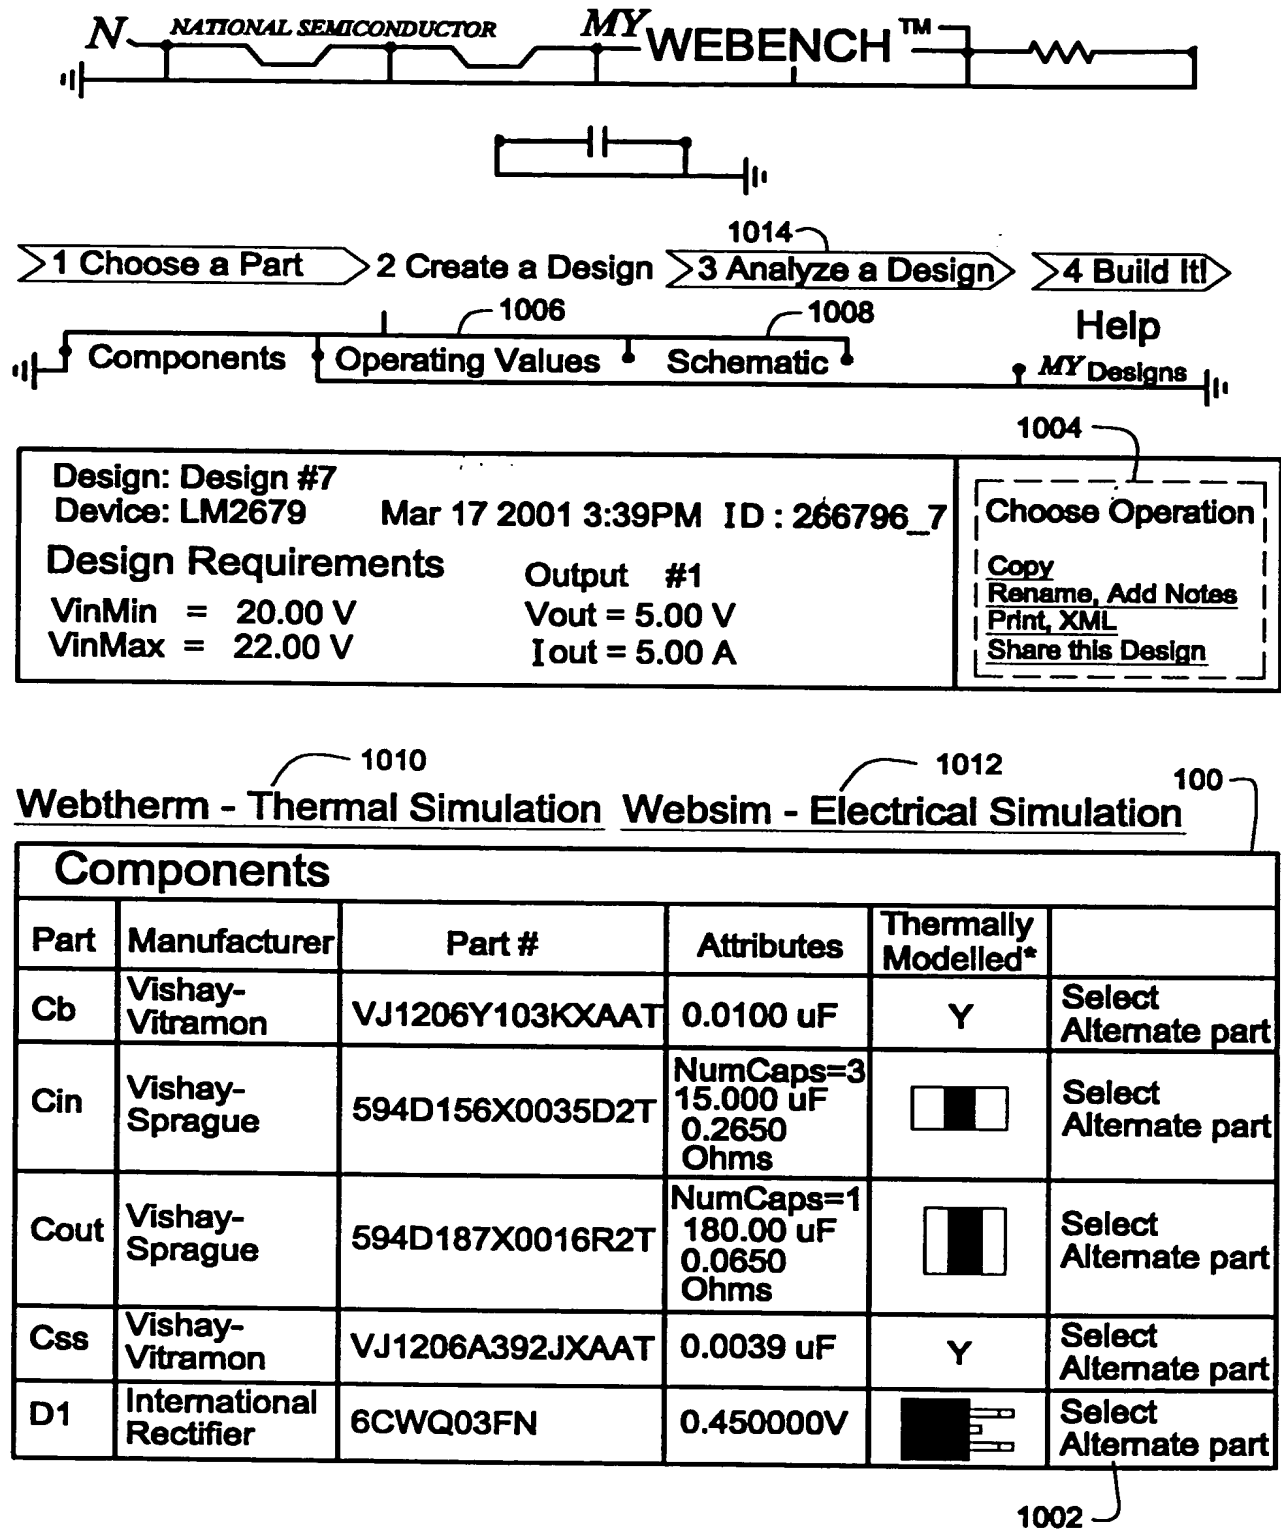 N NATIONAL SEMICONDUCTOR MY WEBENCH™
1014
1 Choose a Part 2 Create a Design 3 Analyze a Design 4 Build It!
1006 1008
Help
Components Operating Values Schematic
MY Designs
1004
Design: Design #7
Device: LM2679 Mar 17 2001 3:39PM ID : 266796_7
Design Requirements
Output #1
VinMin = 20.00 V Vout = 5.00 V
VinMax = 22.00 V Iout = 5.00 A
Choose Operation
Copy
Rename, Add Notes
Print, XML
Share this Design
1010 1012 100
Webtherm - Thermal Simulation Websim - Electrical Simulation
Components
Part Manufacturer Part # Attributes Thermally
Modelled*
Cb Vishay-
Vitramon VJ1206Y103KXAAT 0.0100 uF Y Select
Alternate part
Cin Vishay-
Sprague 594D156X0035D2T NumCaps=3
15.000 uF
0.2650
Ohms
Select
Alternate part
Cout Vishay-
Sprague 594D187X0016R2T NumCaps=1
180.00 uF
0.0650
Ohms
Select
Alternate part
Css Vishay-
Vitramon VJ1206A392JXAAT 0.0039 uF Y Select
Alternate part
D1 International
Rectifier 6CWQ03FN 0.450000V Select
Alternate part
1002